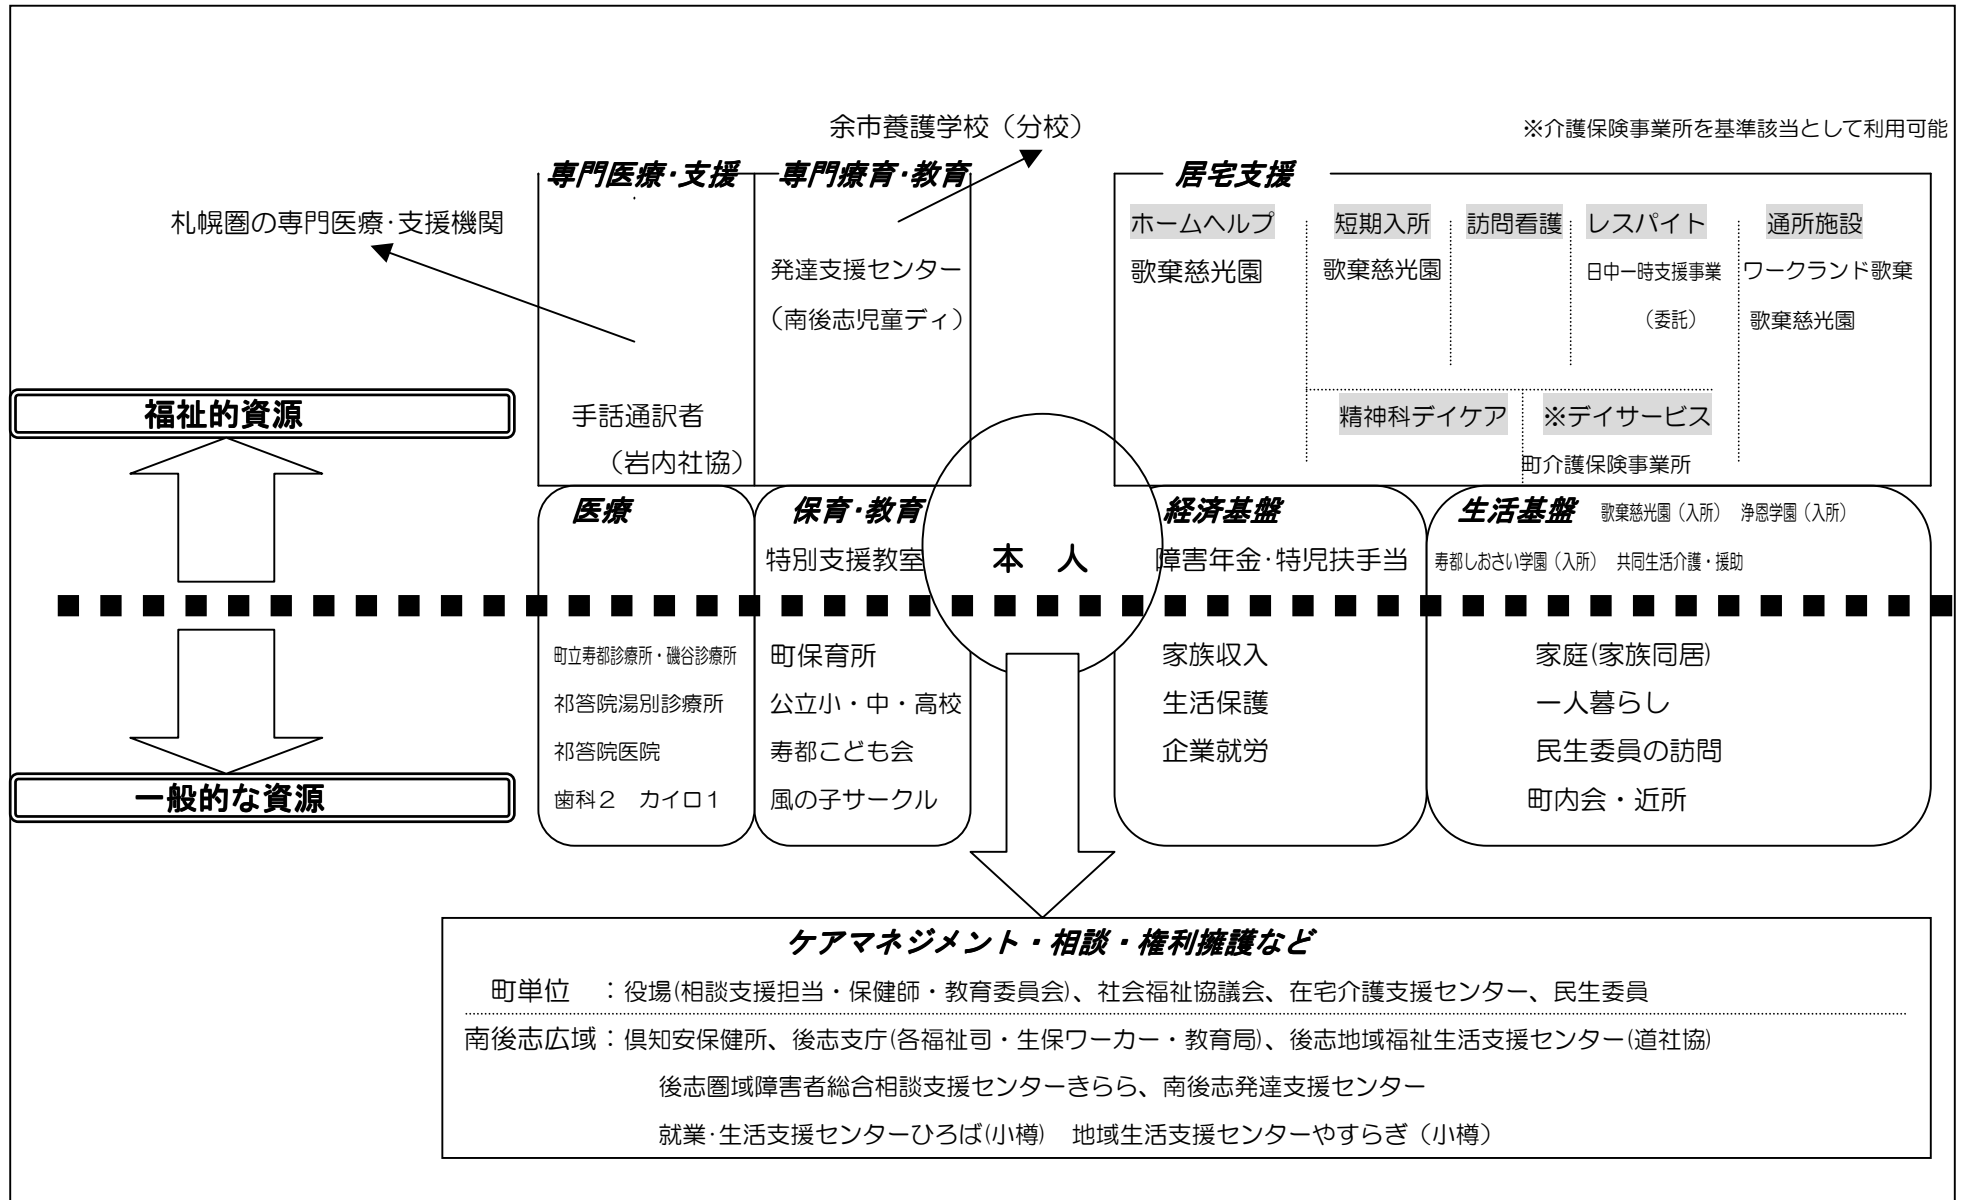 余市養護学校（分校）
※介護保険事業所を基準該当として利用可能
専門医療・支援
専門療育・教育
居宅支援
札幌圏の専門医療・支援機関
ホームヘルプ
短期入所
訪問看護
レスパイト
通所施設
発達支援センター
歌棄慈光園
歌棄慈光園
日中一時支援事業
ワークランド歌棄
（南後志児童ディ）
（委託）
歌棄慈光園
福祉的資源
手話通訳者
精神科デイケア
※デイサービス
（岩内社協）
町介護保険事業所
医療
保育・教育
経済基盤
生活基盤 歌棄慈光園（入所） 浄恩学園（入所）
特別支援教室
本 人
障害年金・特児扶手当
寿都しおさい学園（入所） 共同生活介護・援助
町立寿都診療所・磯谷診療所
町保育所
家族収入
家庭(家族同居)
祁答院湯別診療所
公立小・中・高校
生活保護
一人暮らし
祁答院医院
寿都こども会
企業就労
民生委員の訪問
一般的な資源
歯科２ カイロ１
風の子サークル
町内会・近所
ケアマネジメント・相談・権利擁護など
町単位 ：役場(相談支援担当・保健師・教育委員会)、社会福祉協議会、在宅介護支援センター、民生委員
南後志広域：倶知安保健所、後志支庁(各福祉司・生保ワーカー・教育局)、後志地域福祉生活支援センター(道社協)
後志圏域障害者総合相談支援センターきらら、南後志発達支援センター
就業・生活支援センターひろば(小樽) 地域生活支援センターやすらぎ（小樽）